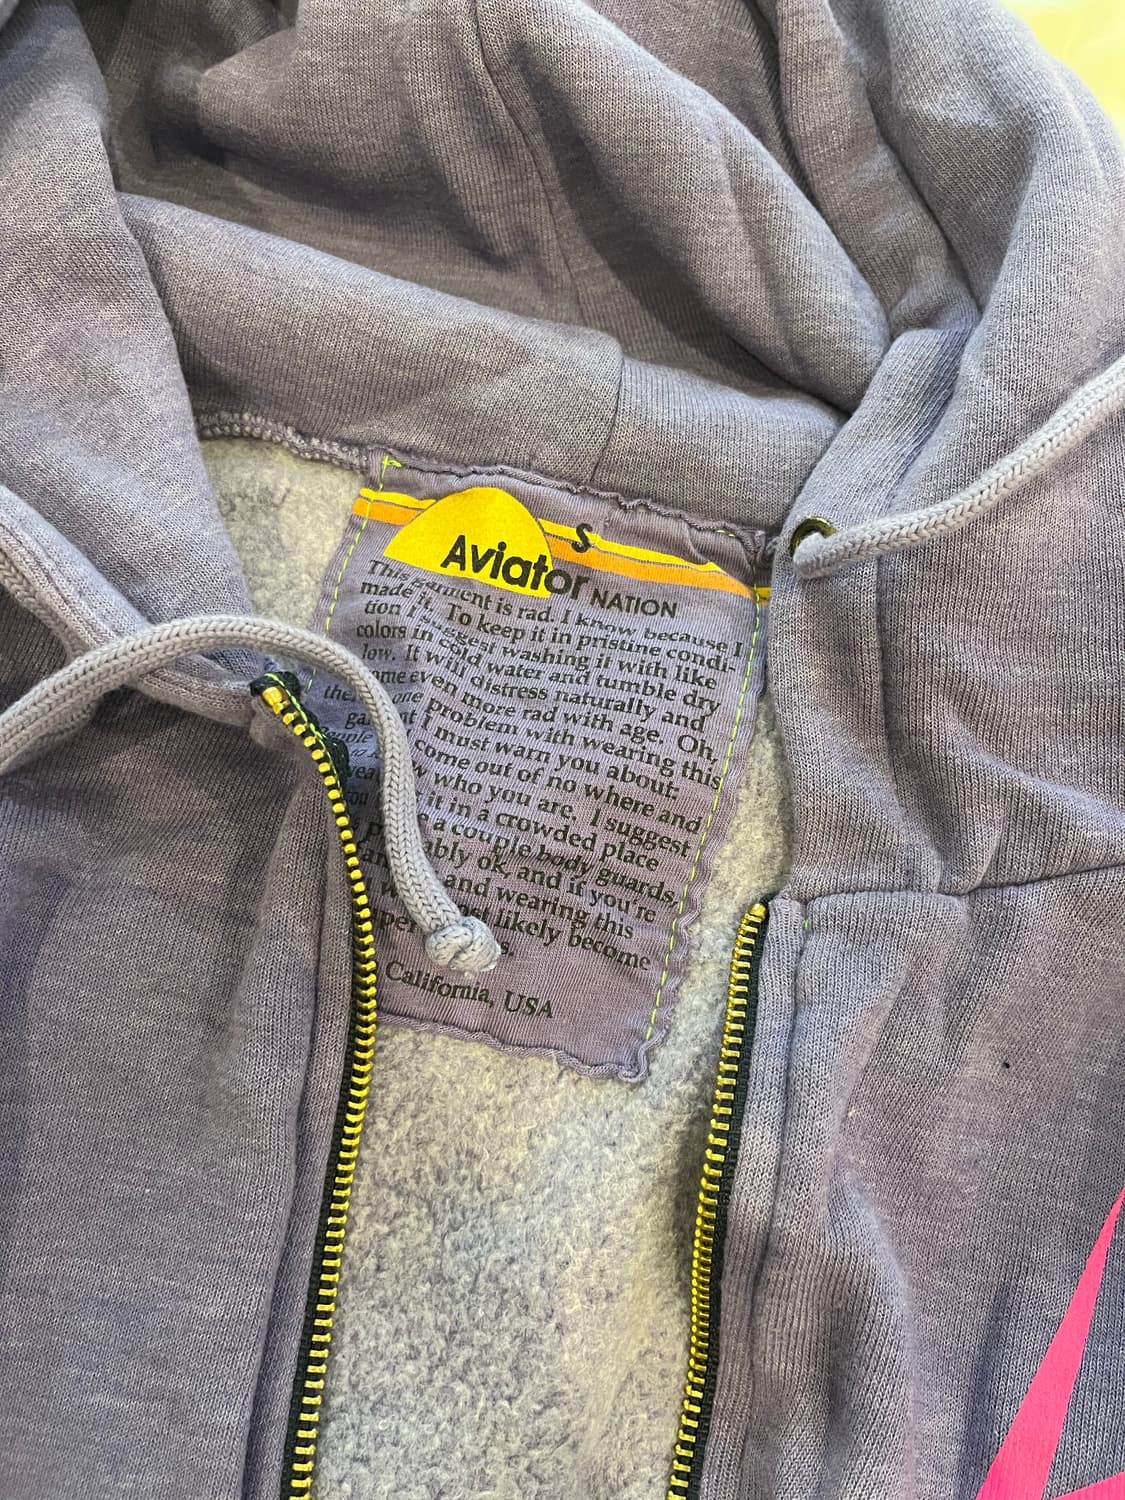 S
Aviator NATION
This garment is rad. I know because I
made it. To keep it in pristine condi-
tion I suggest washing it with like
colors in cold water and tumble dry
low. It will distress naturally and
even more rad with age. Oh,
one problem with wearing this
I must warn you about:
People come out of no where and
who you are. I suggest
it in a crowded place
a couple body guards,
ok, and if you're
and wearing this
likely become
California, USA